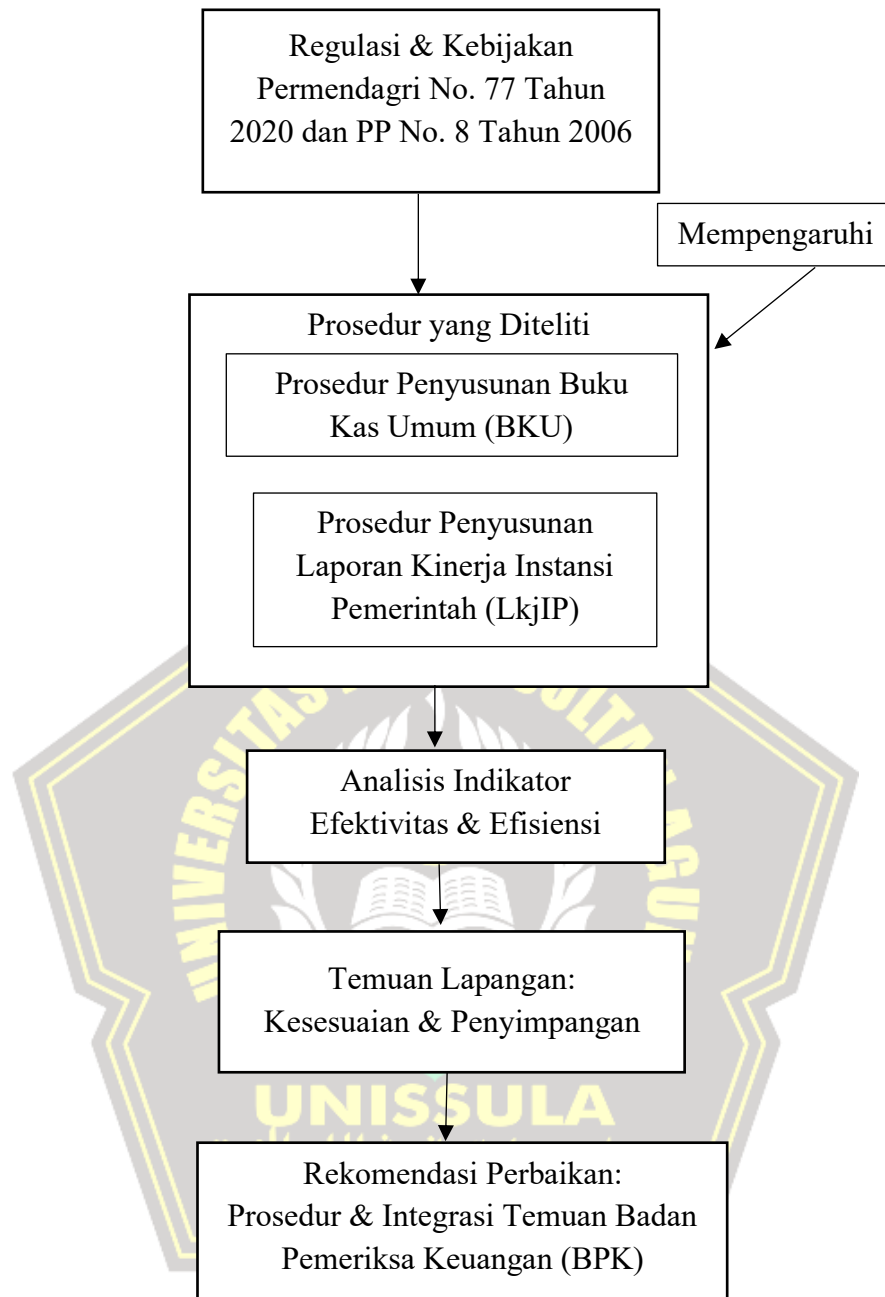 Regulasi & Kebijakan
Permendagri No. 77 Tahun
2020 dan PP No. 8 Tahun 2006
Mempengaruhi
Prosedur yang Diteliti
Prosedur Penyusunan Buku
Kas Umum (BKU)
Prosedur Penyusunan
Laporan Kinerja Instansi
Pemerintah (LkjIP)
Analisis Indikator
Efektivitas & Efisiensi
Temuan Lapangan:
Kesesuaian & Penyimpangan
UNISSULA
Rekomendasi Perbaikan:
Prosedur & Integrasi Temuan Badan
Pemeriksa Keuangan (BPK)